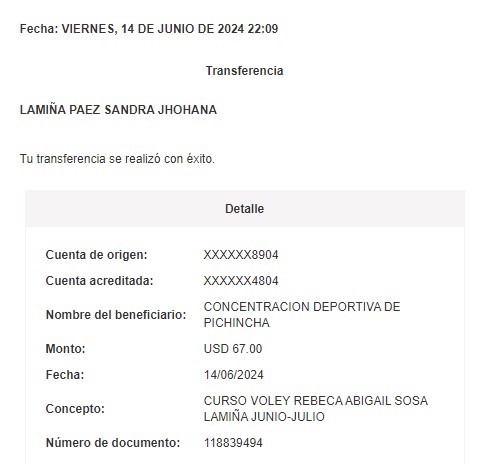 Fecha: VIERNES, 14 DE JUNIO DE 2024 22:09
Transferencia
LAMIÑA PAEZ SANDRA JHOHANA
Tu transferencia se realizó con éxito.
Detalle
Cuenta de origen: XXXXXX8904
Cuenta acreditada: XXXXXX4804
Nombre del beneficiario: CONCENTRACION DEPORTIVA DE
PICHINCHA
Monto: USD 67.00
Fecha: 14/06/2024
Concepto: CURSO VOLEY REBECA ABIGAIL SOSA
LAMIÑA JUNIO-JULIO
Número de documento: 118839494